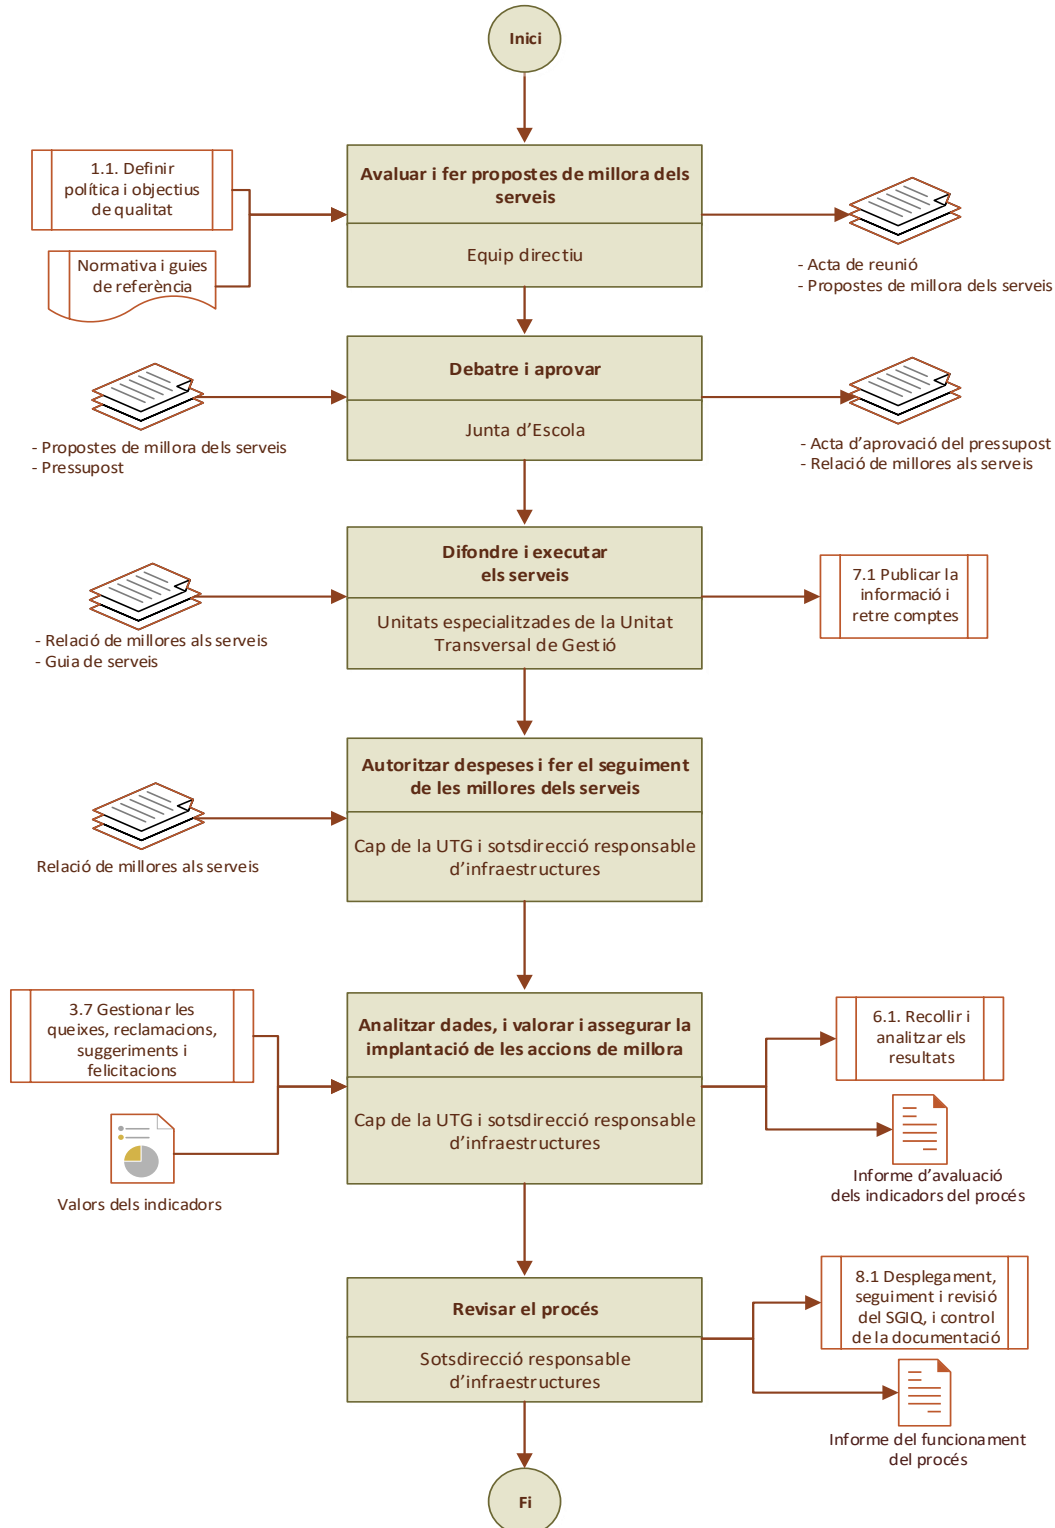 Inici
1.1. Definir
política i objectius
de qualitat
Normativa i guies
de referència
Avaluar i fer propostes de millora dels
serveis
Equip directiu
- Acta de reunió
- Propostes de millora dels serveis
- Propostes de millora dels serveis
- Pressupost
Debatre i aprovar
Junta d’Escola
- Acta d’aprovació del pressupost
- Relació de millores als serveis
- Relació de millores als serveis
- Guia de serveis
Difondre i executar
els serveis
Unitats especialitzades de la Unitat
Transversal de Gestió
7.1 Publicar la
informació i
retre comptes
Relació de millores als serveis
Autoritzar despeses i fer el seguiment
de les millores dels serveis
Cap de la UTG i sotsdirecció responsable
d’infraestructures
3.7 Gestionar les
queixes, reclamacions,
suggeriments i
felicitacions
Valors dels indicadors
Analitzar dades, i valorar i assegurar la
implantació de les accions de millora
Cap de la UTG i sotsdirecció responsable
d’infraestructures
6.1. Recollir i
analitzar els
resultats
Informe d’avaluació
dels indicadors del procés
Revisar el procés
Sotsdirecció responsable
d’infraestructures
8.1 Desplegament,
seguiment i revisió
del SGIQ, i control
de la documentació
Informe del funcionament
del procés
Fi